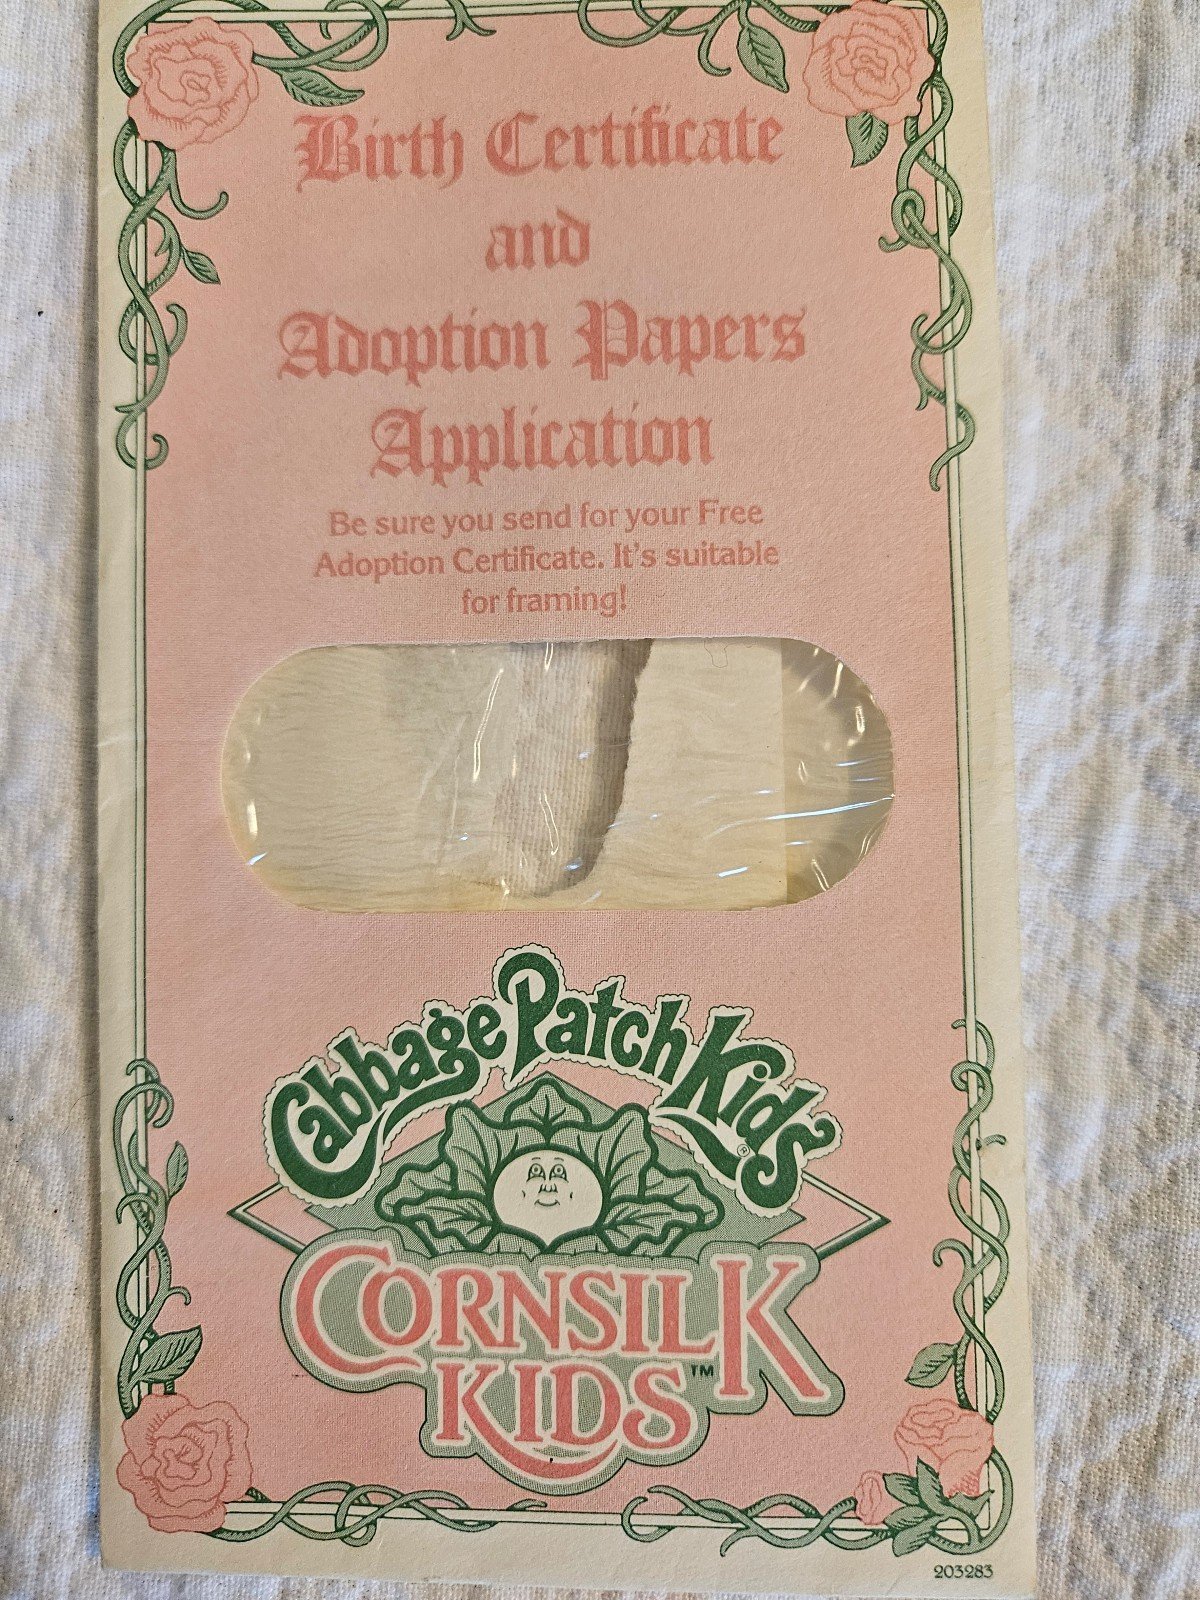 Birth Certificate
and
Adoption Papers
Application
Be sure you send for your Free
Adoption Certificate. It's suitable
for framing!
Cabbage Patch Kids®
CORNSILK
KIDS™
203283